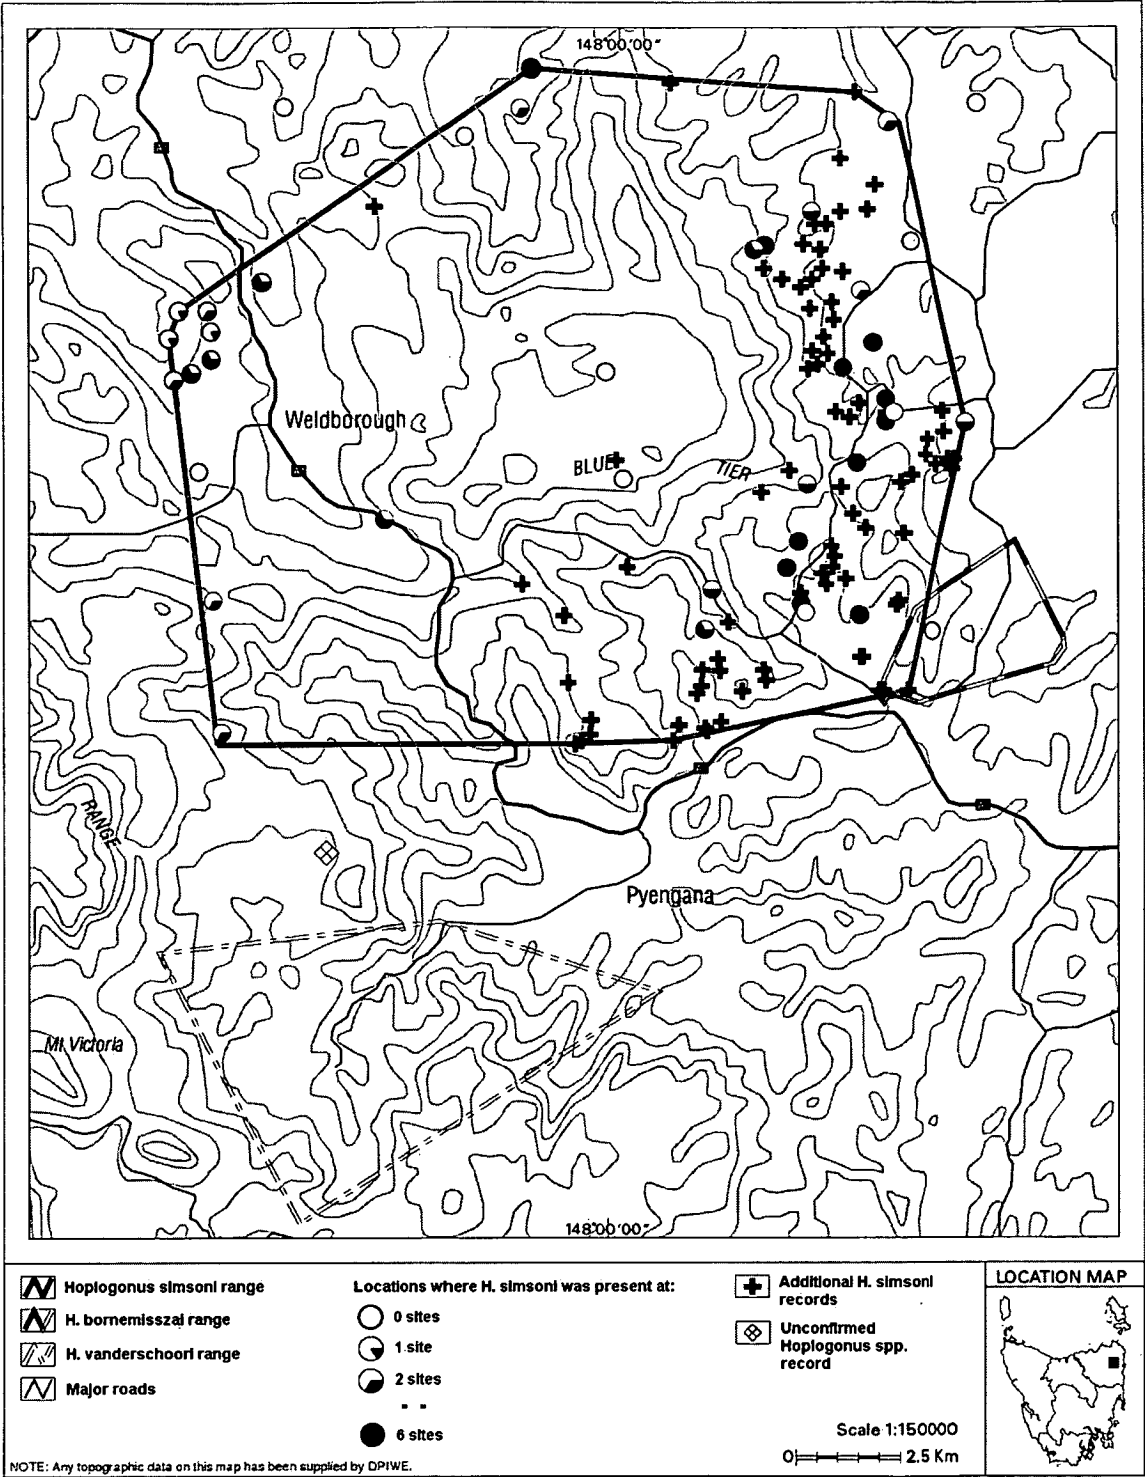 148°00'00"
Weldborough
BLUE
TIER
RANGE
Pyengana
Mt Victoria
148°00'00"
Hoplogonus simsoni range
H. bornemisszai range
H. vanderschoori range
Major roads
Locations where H. simsoni was present at:
0 sites
1 site
2 sites
- -
6 sites
Additional H. simsoni
records
Unconfirmed
Hoplogonus spp.
record
Scale 1:150000
0 2.5 Km
LOCATION MAP
NOTE: Any topographic data on this map has been supplied by DPIWE.